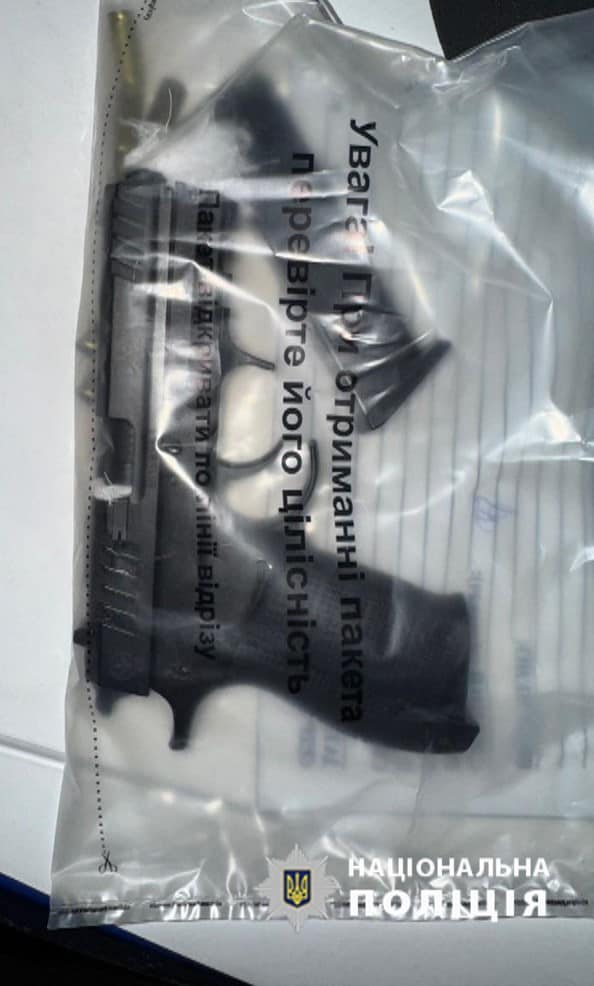 Увага! При отриманні пакета
перевірте його цілісність
Пакет відкривати по лінії відрізу
НАЦІОНАЛЬНА
ПОЛІЦІЯ